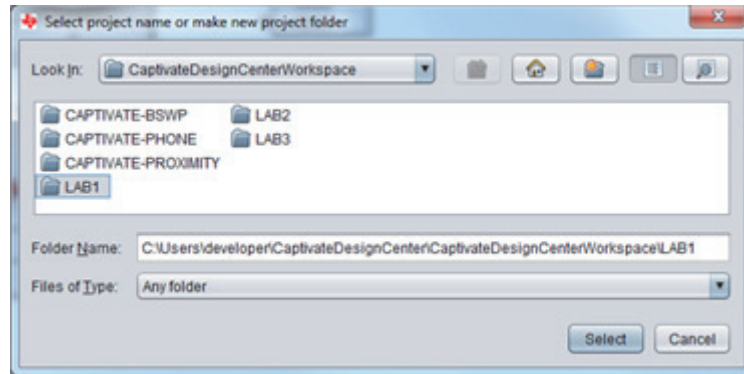 Select project name or make new project folder
Look In: CaptivateDesignCenterWorkspace
CAPTIVATE-BSWP LAB2
CAPTIVATE-PHONE LAB3
CAPTIVATE-PROXIMITY
LAB1
Folder Name: C:\Users\developer\CaptivateDesignCenter\CaptivateDesignCenterWorkspace\LAB1
Files of Type: Any folder
Select Cancel